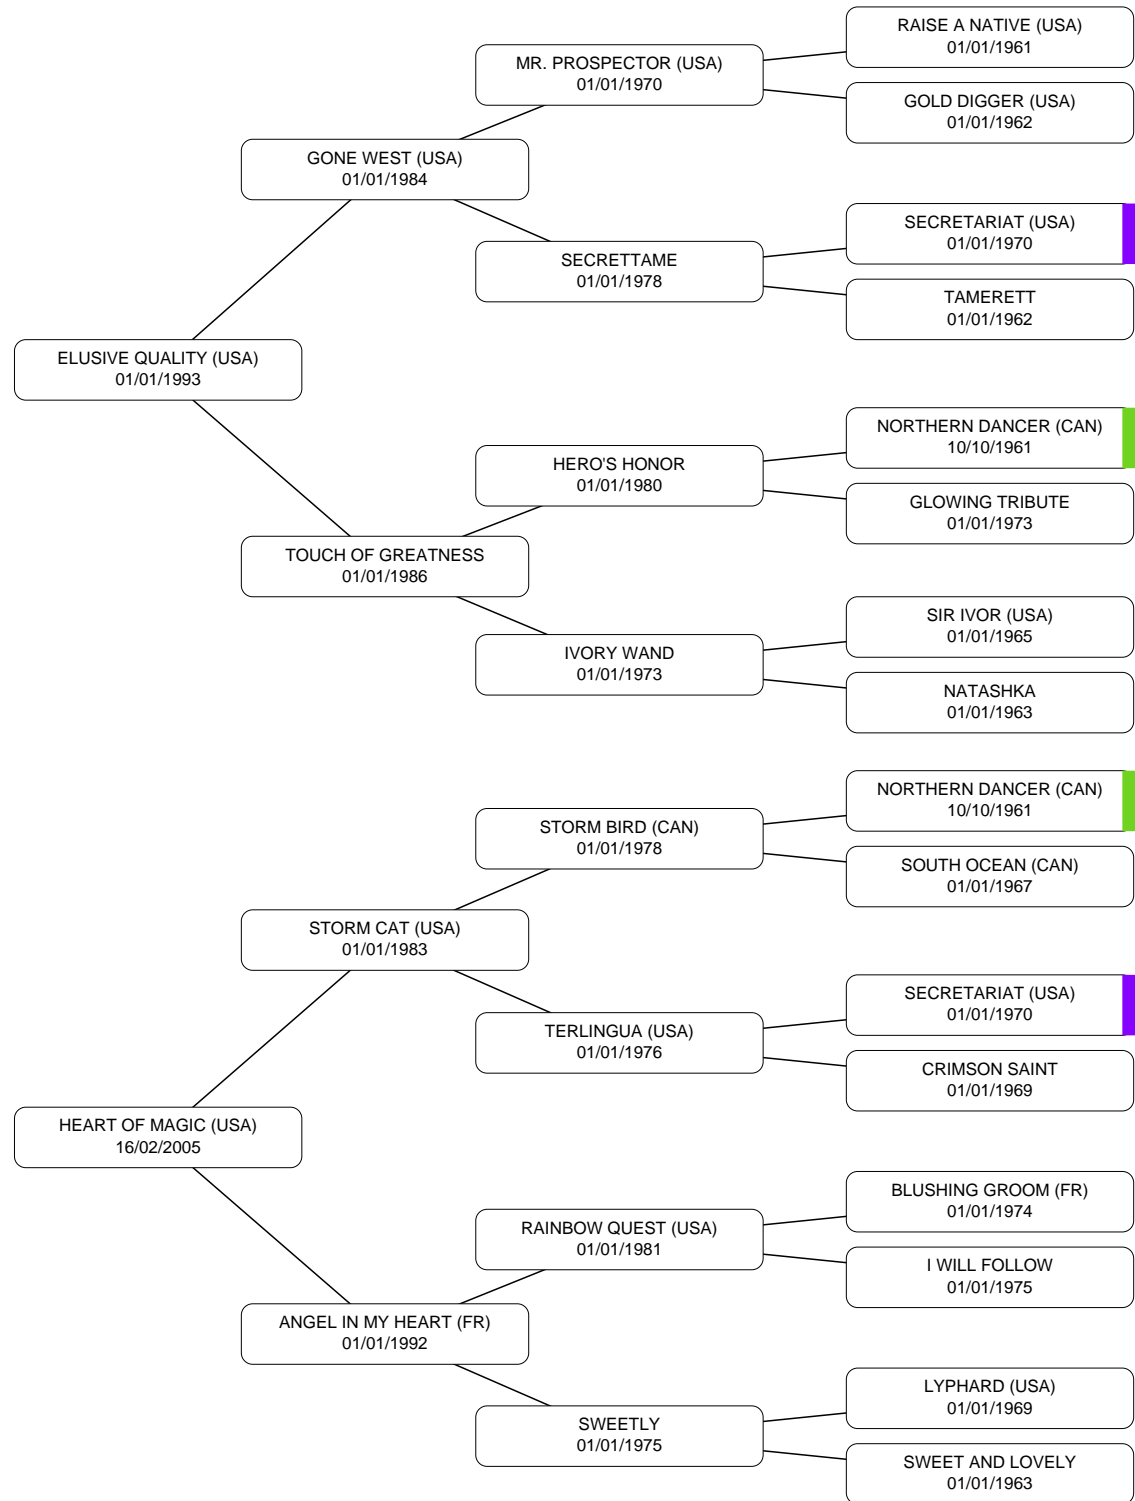 RAISE A NATIVE (USA)
01/01/1961
MR. PROSPECTOR (USA)
01/01/1970
GOLD DIGGER (USA)
01/01/1962
GONE WEST (USA)
01/01/1984
SECRETARIAT (USA)
01/01/1970
SECRETTAME
01/01/1978
TAMERETT
01/01/1962
ELUSIVE QUALITY (USA)
01/01/1993
NORTHERN DANCER (CAN)
10/10/1961
HERO'S HONOR
01/01/1980
GLOWING TRIBUTE
01/01/1973
TOUCH OF GREATNESS
01/01/1986
SIR IVOR (USA)
01/01/1965
IVORY WAND
01/01/1973
NATASHKA
01/01/1963
NORTHERN DANCER (CAN)
10/10/1961
STORM BIRD (CAN)
01/01/1978
SOUTH OCEAN (CAN)
01/01/1967
STORM CAT (USA)
01/01/1983
SECRETARIAT (USA)
01/01/1970
TERLINGUA (USA)
01/01/1976
CRIMSON SAINT
01/01/1969
HEART OF MAGIC (USA)
16/02/2005
BLUSHING GROOM (FR)
01/01/1974
RAINBOW QUEST (USA)
01/01/1981
I WILL FOLLOW
01/01/1975
ANGEL IN MY HEART (FR)
01/01/1992
LYPHARD (USA)
01/01/1969
SWEETLY
01/01/1975
SWEET AND LOVELY
01/01/1963